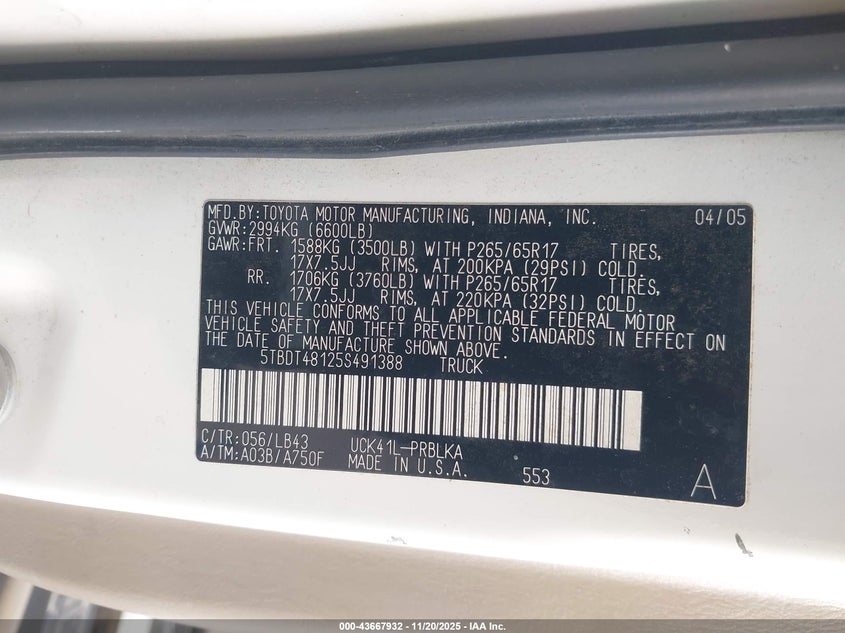 MFD.BY:TOYOTA MOTOR MANUFACTURING, INDIANA, INC. 04/05
GVWR:2994KG (6600LB)
GAWR:FRT. 1588KG (3500LB) WITH P265/65R17 TIRES,
17X7.5JJ RIMS, AT 200KPA (29PSI) COLD.
RR. 1706KG (3760LB) WITH P265/65R17 TIRES,
17X7.5JJ RIMS, AT 220KPA (32PSI) COLD.
THIS VEHICLE CONFORMS TO ALL APPLICABLE FEDERAL MOTOR
VEHICLE SAFETY AND THEFT PREVENTION STANDARDS IN EFFECT ON
THE DATE OF MANUFACTURE SHOWN ABOVE.
5TBDT48125S491388 TRUCK
C/TR:056/LB43 UCK41L-PRBLKA
A/TM:A03B/A750F MADE IN U.S.A. 553 A
000-43667932 - 11/20/2025 - IAA Inc.